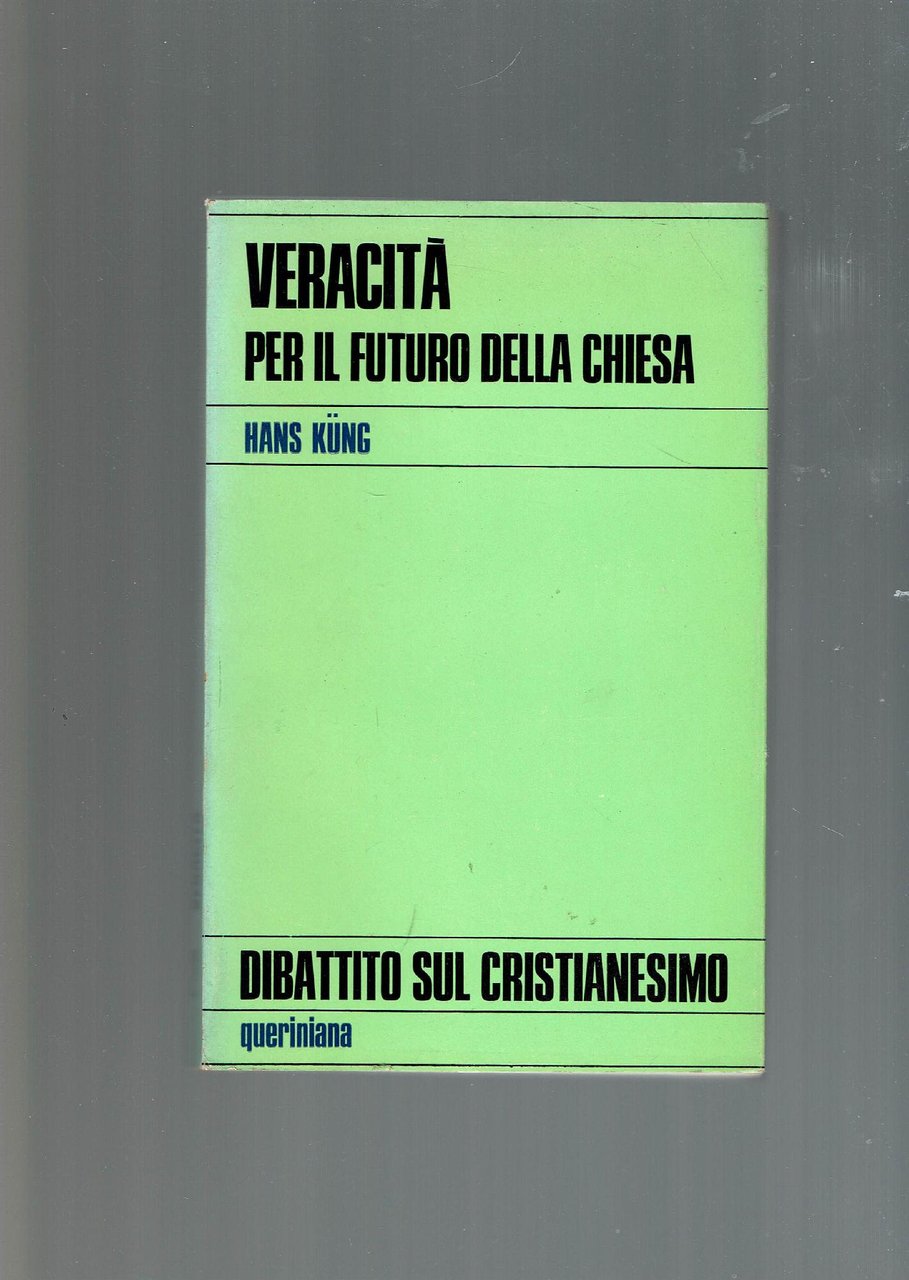 VERACITÀ
PER IL FUTURO DELLA CHIESA
HANS KÜNG
DIBATTITO SUL CRISTIANESIMO
queriniana